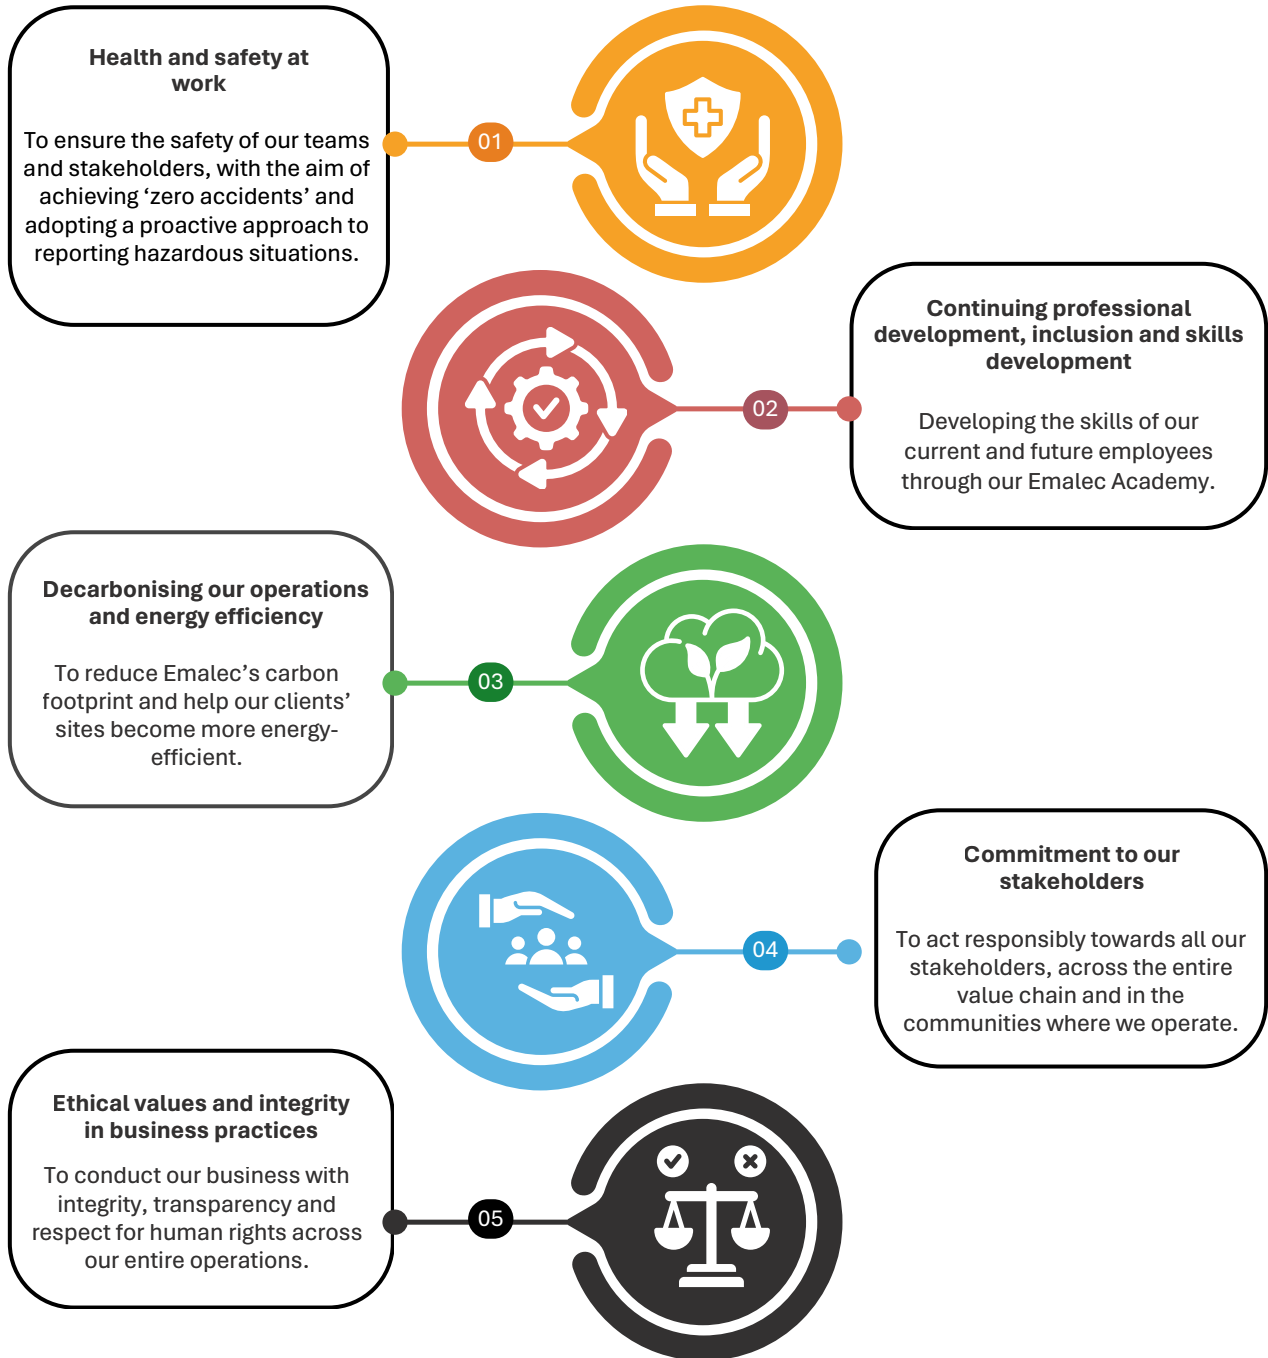 Health and safety at
work
To ensure the safety of our teams
and stakeholders, with the aim of
achieving ‘zero accidents’ and
adopting a proactive approach to
reporting hazardous situations.
01
Continuing professional
development, inclusion and skills
development
Developing the skills of our
current and future employees
through our Emalec Academy.
02
Decarbonising our operations
and energy efficiency
To reduce Emalec’s carbon
footprint and help our clients’
sites become more energy-
efficient.
03
Commitment to our
stakeholders
To act responsibly towards all our
stakeholders, across the entire
value chain and in the
communities where we operate.
04
Ethical values and integrity
in business practices
To conduct our business with
integrity, transparency and
respect for human rights across
our entire operations.
05